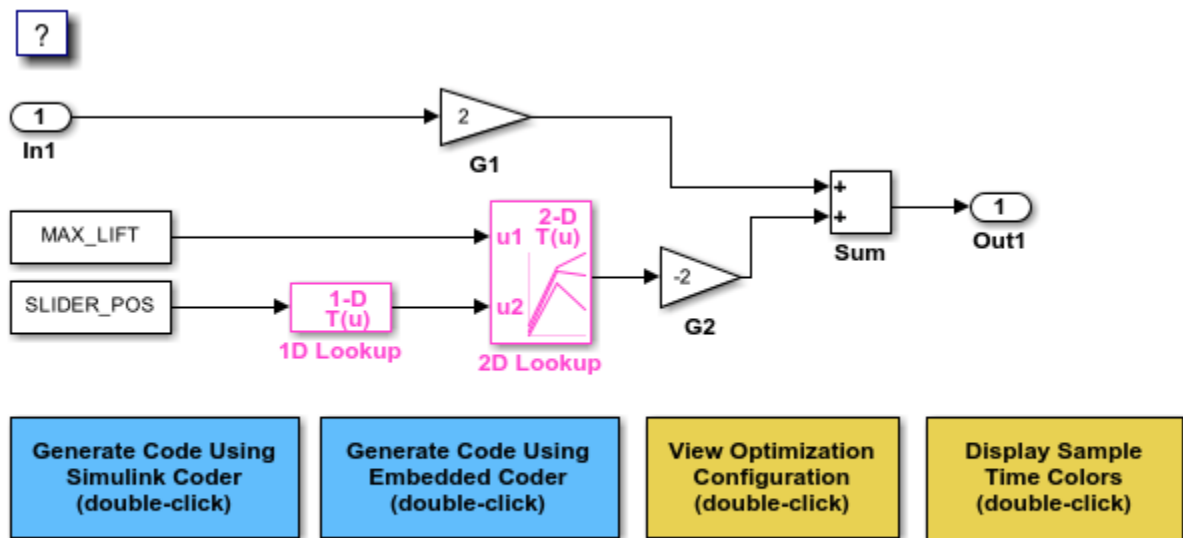 ?
1
In1
2
G1
MAX_LIFT
SLIDER_POS
1-D
T(u)
1D Lookup
u1
u2
2-D
T(u)
2D Lookup
-2
G2
+
+
Sum
1
Out1
Generate Code Using
Simulink Coder
(double-click)
Generate Code Using
Embedded Coder
(double-click)
View Optimization
Configuration
(double-click)
Display Sample
Time Colors
(double-click)